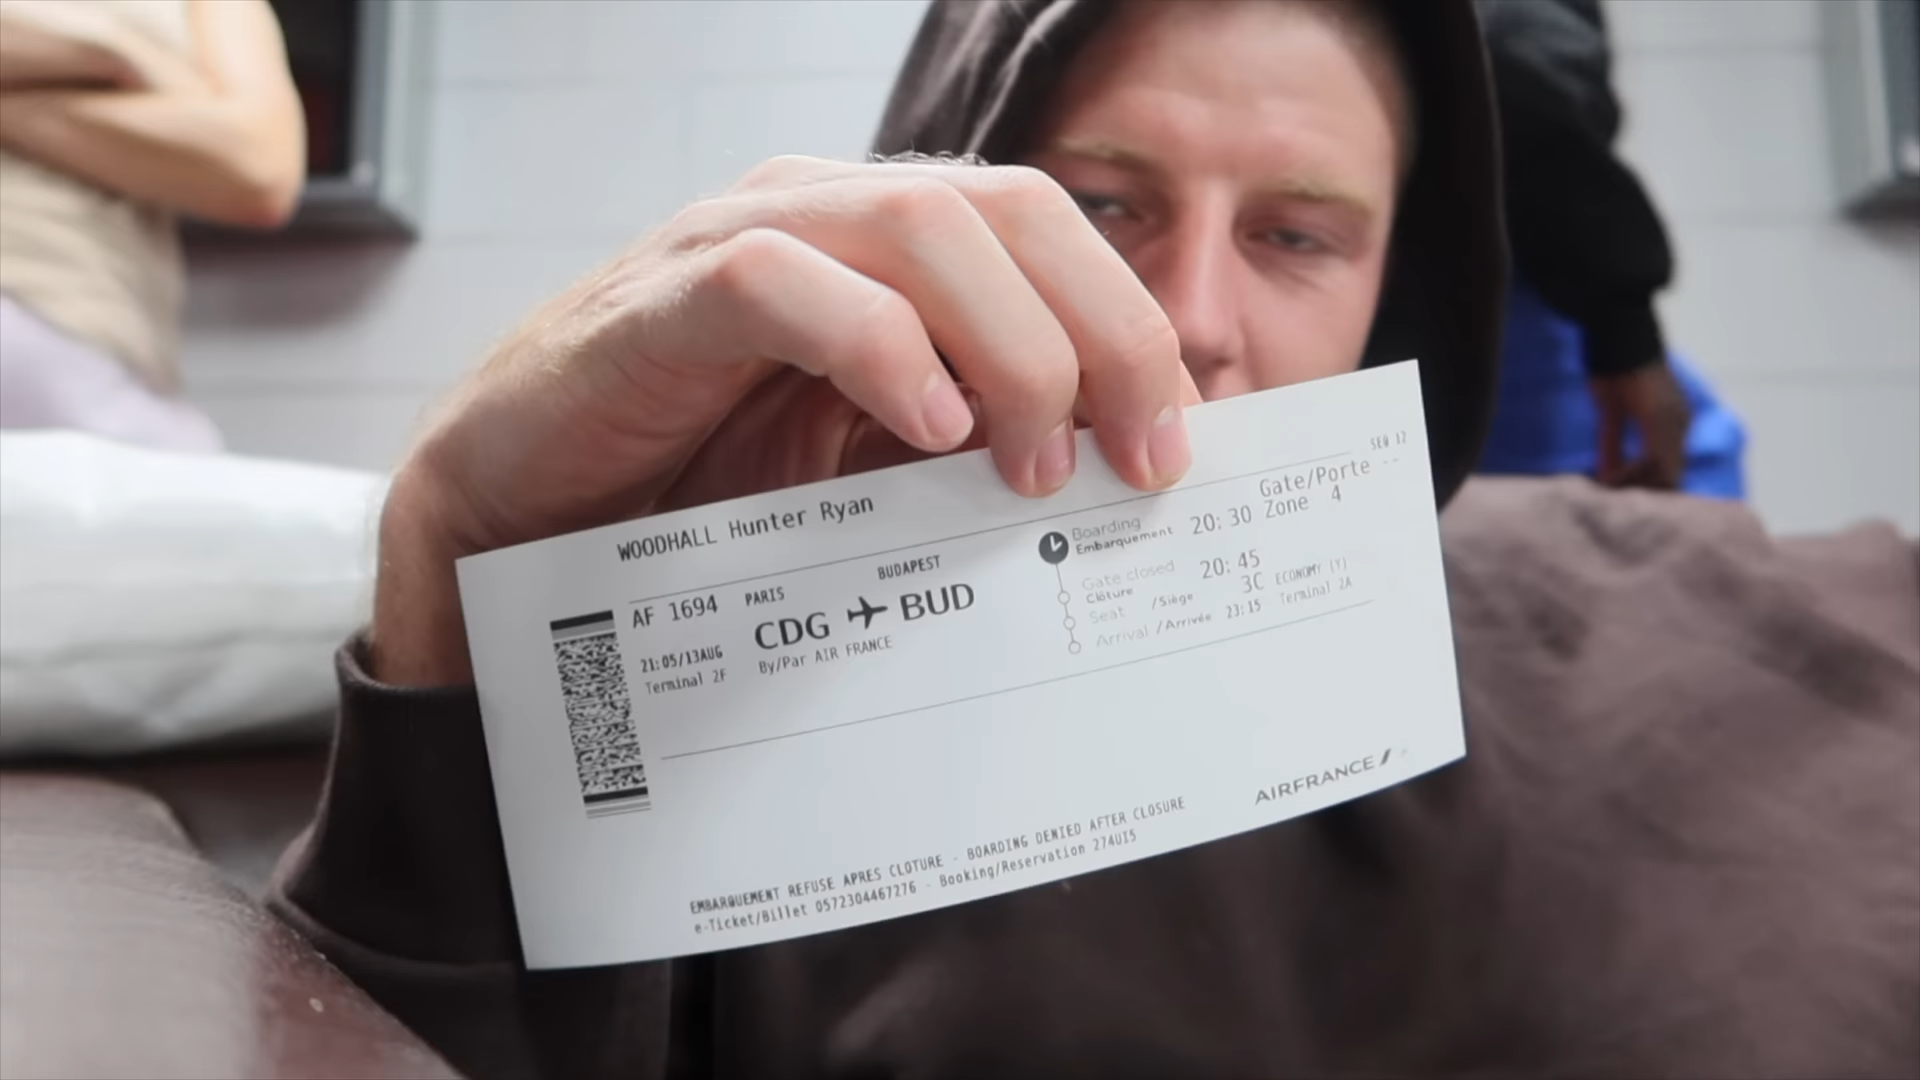 WOODHALL Hunter Ryan
SEQ 12
Gate/Porte --
Zone 4
AF 1694
21:05/13AUG
Terminal 2F
PARIS
BUDAPEST
CDG BUD
By/Par AIR FRANCE
Boarding 20:30
Embarquement
Gate closed 20:45
Clôture
Seat /Siège 3C ECONOMY (Y)
Arrival /Arrivée 23:15 Terminal 2A
AIRFRANCE
EMBARQUEMENT REFUSE APRES CLOTURE - BOARDING DENIED AFTER CLOSURE
e-Ticket/Billet 0572304467276 - Booking/Reservation 274UI5